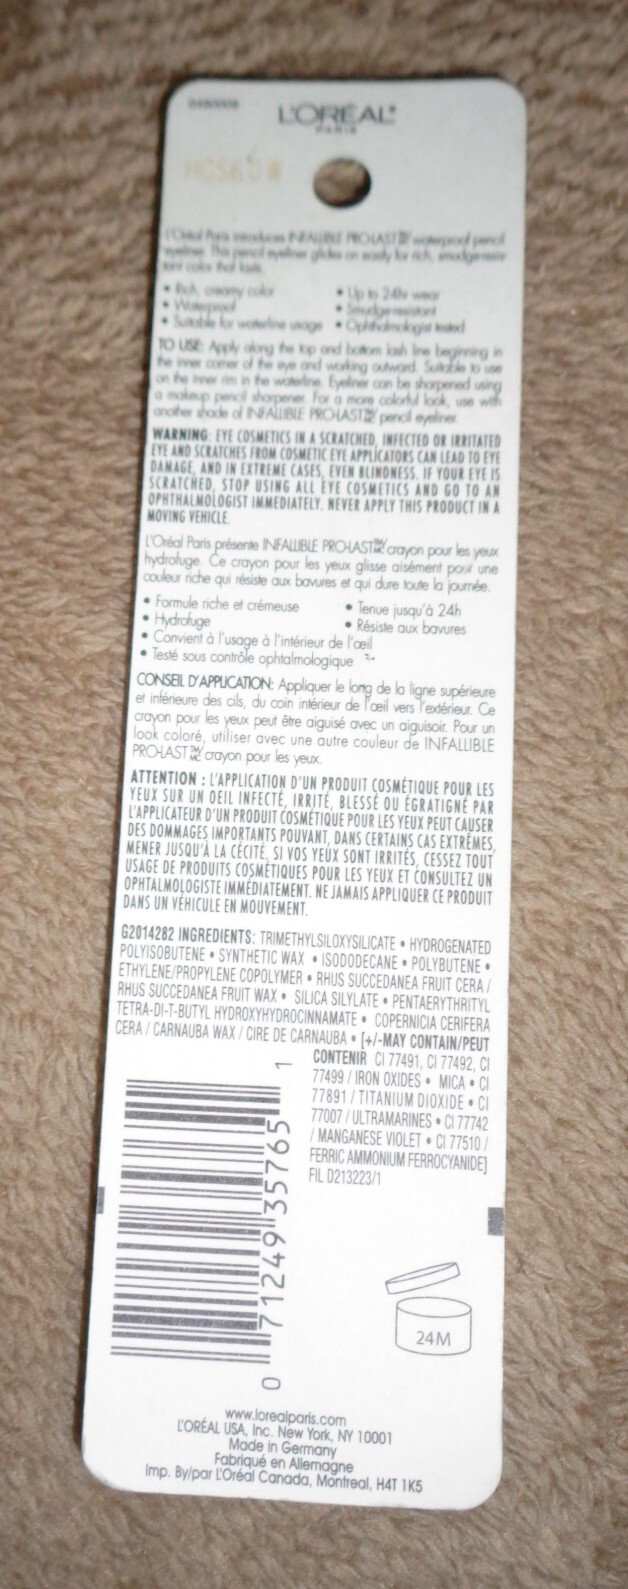 L'ORÉAL®
PARIS
L'Oréal Paris introduces INFALLIBLE PRO-LAST waterproof pencil
eyeliner. This pencil eyeliner glides on easily for rich, smudge-resis-
tant color that lasts.
• Rich, creamy color • Up to 24hr wear
• Waterproof • Smudge-resistant
• Suitable for waterline usage • Ophthalmologist tested
TO USE: Apply along the top and bottom lash line beginning in
the inner corner of the eye and working outward. Suitable to use
on the inner rim in the waterline. Eyeliner can be sharpened using
a makeup pencil sharpener. For a more colorful look, use with
another shade of INFALLIBLE PRO-LAST pencil eyeliner.
WARNING: EYE COSMETICS IN A SCRATCHED, INFECTED OR IRRITATED
EYE AND SCRATCHES FROM COSMETIC EYE APPLICATORS CAN LEAD TO EYE
DAMAGE, AND IN EXTREME CASES, EVEN BLINDNESS. IF YOUR EYE IS
SCRATCHED, STOP USING ALL EYE COSMETICS AND GO TO AN
OPHTHALMOLOGIST IMMEDIATELY. NEVER APPLY THIS PRODUCT IN A
MOVING VEHICLE.
L'Oréal Paris présente INFALLIBLE PRO-LAST TM/MC crayon pour les yeux
hydrofuge. Ce crayon pour les yeux glisse aisément pour une
couleur riche qui résiste aux bavures et qui dure toute la journée.
• Formule riche et crémeuse • Tenue jusqu'à 24h
• Hydrofuge • Résiste aux bavures
• Convient à l'usage à l'intérieur de l'œil
• Testé sous contrôle ophtalmologique
CONSEIL D'APPLICATION: Appliquer le long de la ligne supérieure
et inférieure des cils, du coin intérieur de l'œil vers l'extérieur. Ce
crayon pour les yeux peut être aiguisé avec un aiguisoir. Pour un
look coloré, utiliser avec une autre couleur de INFALLIBLE
PRO-LAST TM/MC crayon pour les yeux.
ATTENTION : L'APPLICATION D'UN PRODUIT COSMÉTIQUE POUR LES
YEUX SUR UN OEIL INFECTÉ, IRRITÉ, BLESSÉ OU ÉGRATIGNÉ PAR
L'APPLICATEUR D'UN PRODUIT COSMÉTIQUE POUR LES YEUX PEUT CAUSER
DES DOMMAGES IMPORTANTS POUVANT, DANS CERTAINS CAS EXTRÊMES,
MENER JUSQU'À LA CÉCITÉ. SI VOS YEUX SONT IRRITÉS, CESSEZ TOUT
USAGE DE PRODUITS COSMÉTIQUES POUR LES YEUX ET CONSULTEZ UN
OPHTALMOLOGISTE IMMÉDIATEMENT. NE JAMAIS APPLIQUER CE PRODUIT
DANS UN VÉHICULE EN MOUVEMENT.
G2014282 INGREDIENTS: TRIMETHYLSILOXYSILICATE • HYDROGENATED
POLYISOBUTENE • SYNTHETIC WAX • ISODODECANE • POLYBUTENE •
ETHYLENE/PROPYLENE COPOLYMER • RHUS SUCCEDANEA FRUIT CERA /
RHUS SUCCEDANEA FRUIT WAX • SILICA SILYLATE • PENTAERYTHRITYL
TETRA-DI-T-BUTYL HYDROXYHYDROCINNAMATE • COPERNICIA CERIFERA
CERA / CARNAUBA WAX / CIRE DE CARNAUBA • [+/-MAY CONTAIN/PEUT
CONTENIR CI 77491, CI 77492, CI
77499 / IRON OXIDES • MICA • CI
77891 / TITANIUM DIOXIDE • CI
77007 / ULTRAMARINES • CI 77742
/ MANGANESE VIOLET • CI 77510 /
FERRIC AMMONIUM FERROCYANIDE]
FIL D213223/1
0 71249 35765 1
24M
www.lorealparis.com
L'ORÉAL USA, Inc. New York, NY 10001
Made in Germany
Fabriqué en Allemagne
Imp. By/par L'Oréal Canada, Montreal, H4T 1K5